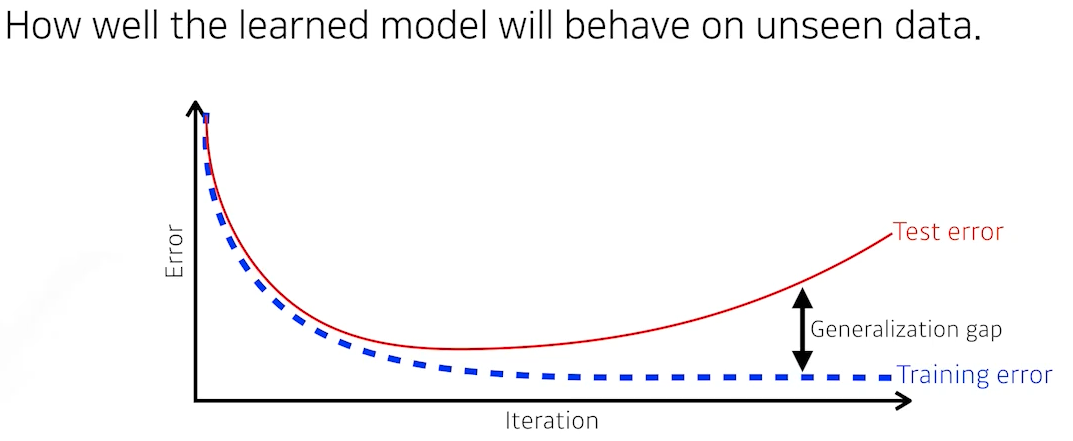 How well the learned model will behave on unseen data.
Error
Test error
Generalization gap
Training error
Iteration